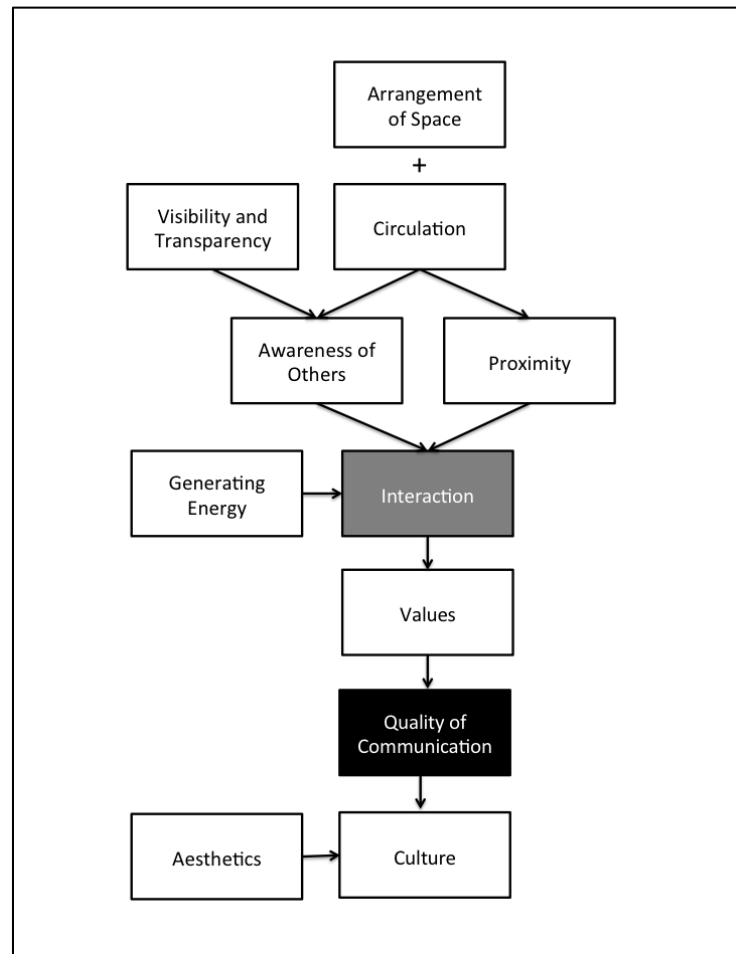 Arrangement
of Space
+
Visibility and
Transparency
Circulation
Awareness of
Others
Proximity
Generating
Energy
Interaction
Values
Quality of
Communication
Aesthetics
Culture